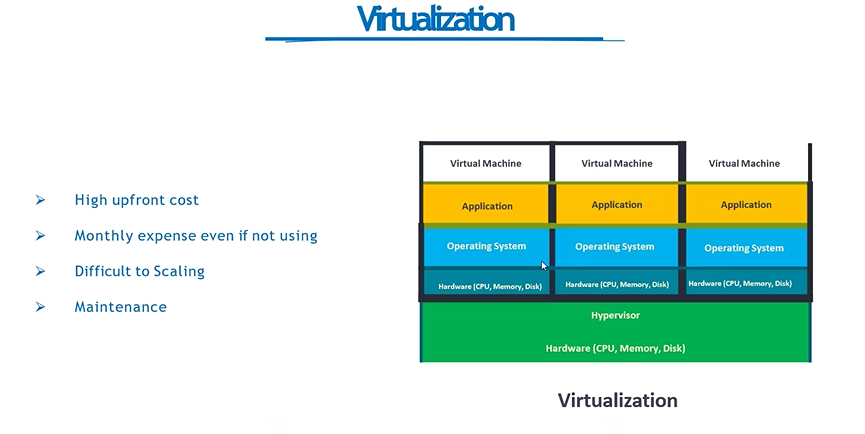 Virtualization
High upfront cost
Monthly expense even if not using
Difficult to Scaling
Maintenance
Virtual Machine Virtual Machine Virtual Machine
Application Application Application
Operating System Operating System Operating System
Hardware (CPU, Memory, Disk) Hardware (CPU, Memory, Disk) Hardware (CPU, Memory, Disk)
Hypervisor
Hardware (CPU, Memory, Disk)
Virtualization